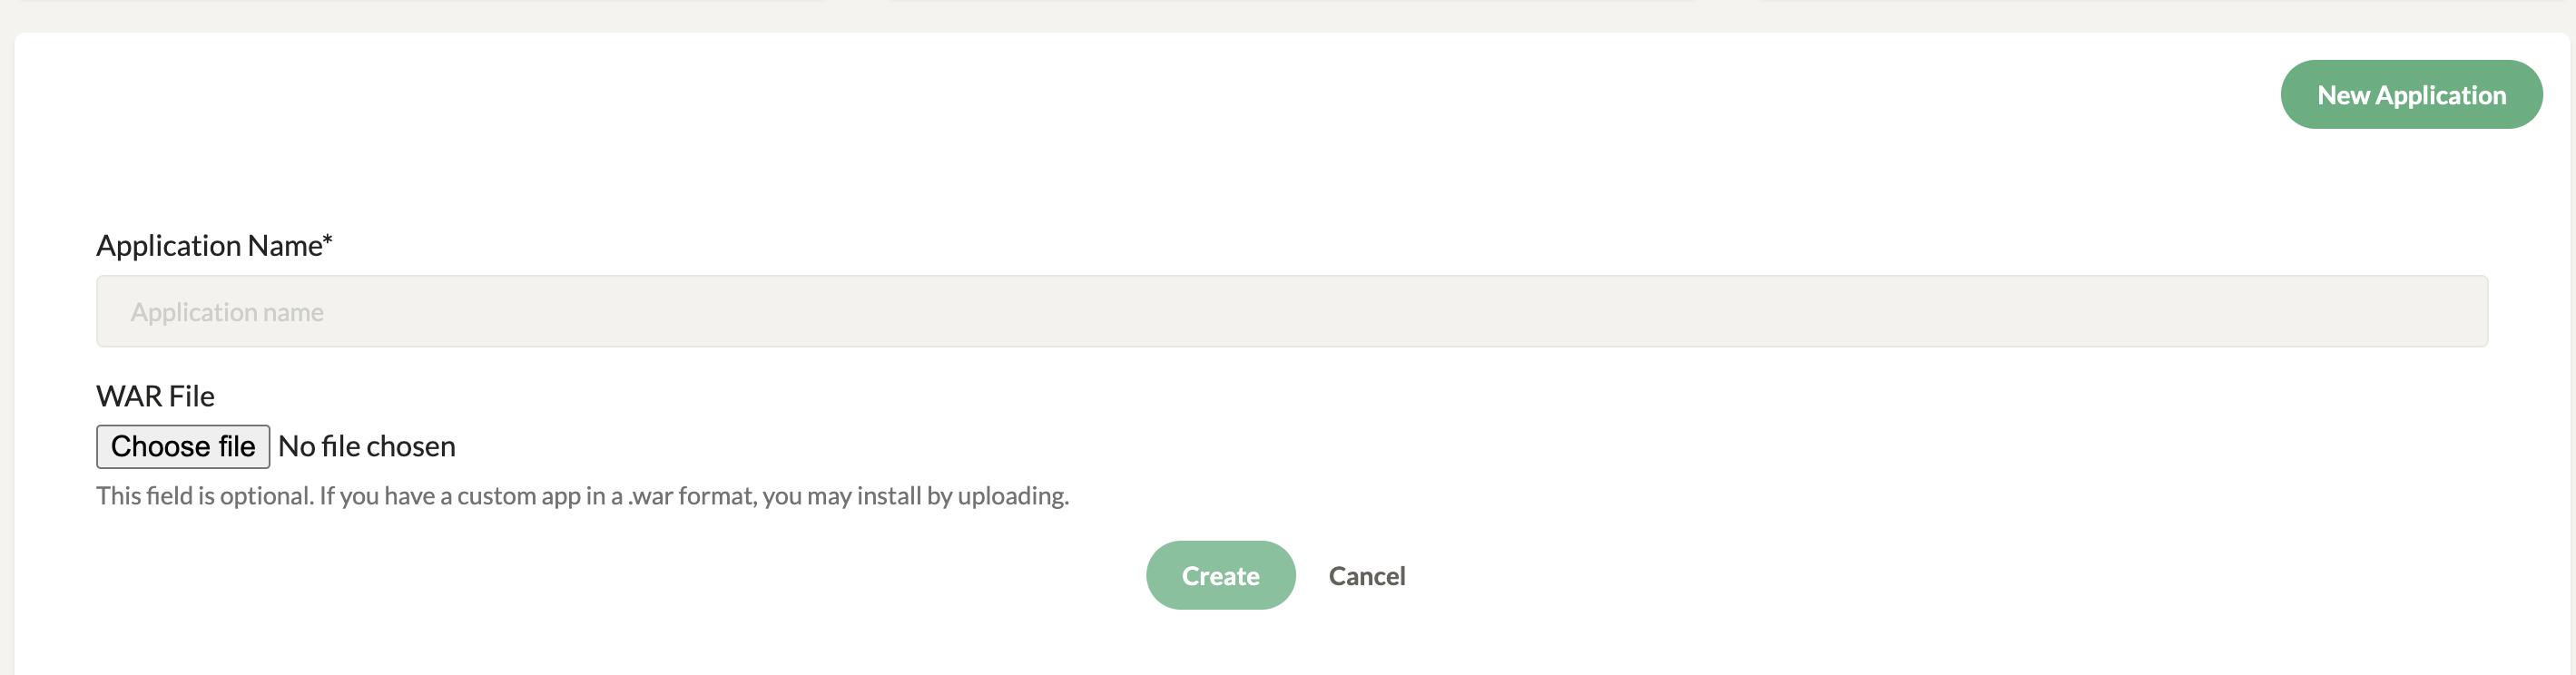 New Application
Application Name*
Application name
WAR File
Choose file No file chosen
This field is optional. If you have a custom app in a .war format, you may install by uploading.
Create Cancel